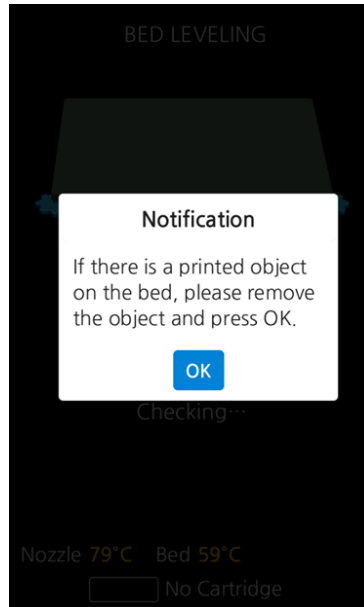 BED LEVELING
Notification
If there is a printed object
on the bed, please remove
the object and press OK.
OK
Checking…
Nozzle 79°C Bed 59°C
No Cartridge